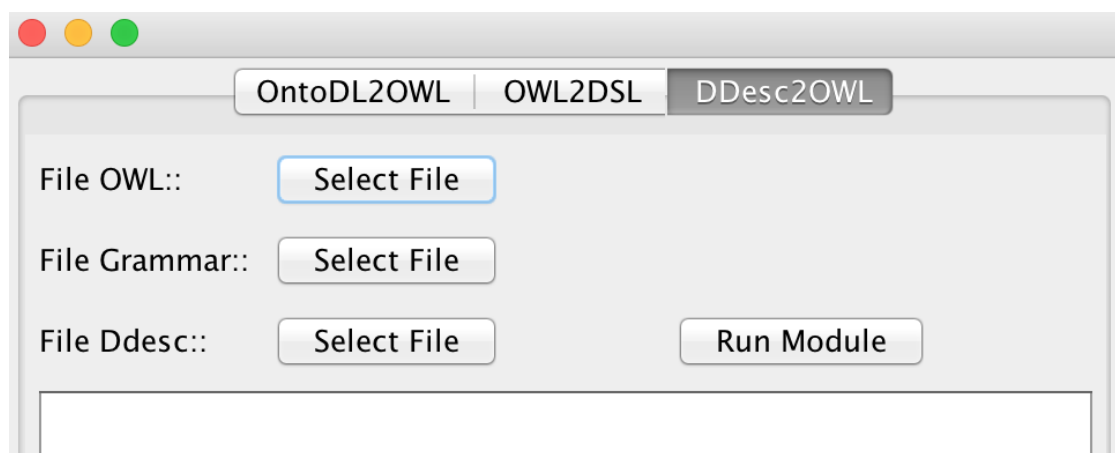 OntoDL2OWL OWL2DSL DDesc2OWL
File OWL:: Select File
File Grammar:: Select File
File Ddesc:: Select File Run Module